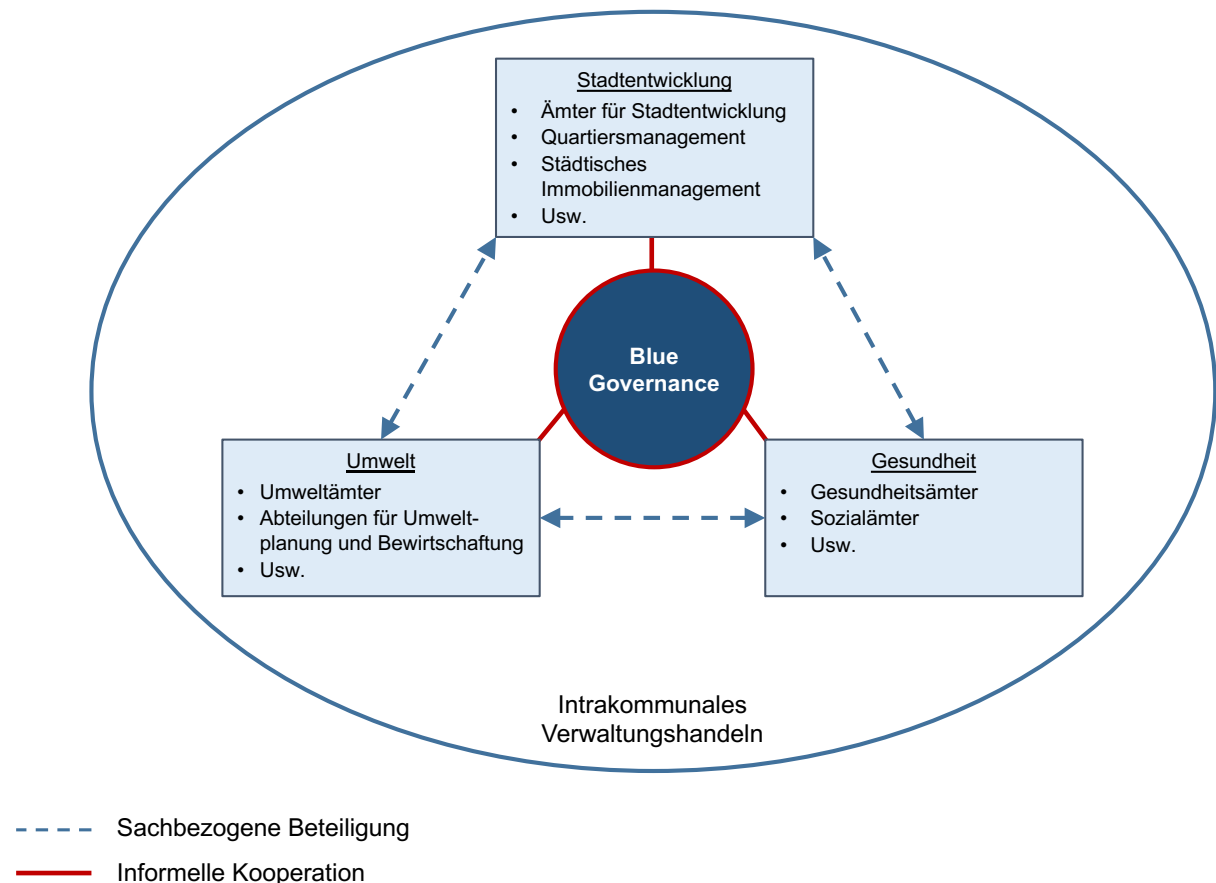 Stadtentwicklung
• Ämter für Stadtentwicklung
• Quartiersmanagement
• Städtisches
Immobilienmanagement
• Usw.
Blue
Governance
Umwelt
• Umweltämter
• Abteilungen für Umwelt-
planung und Bewirtschaftung
• Usw.
Gesundheit
• Gesundheitsämter
• Sozialämter
• Usw.
Intrakommunales
Verwaltungshandeln
Sachbezogene Beteiligung
Informelle Kooperation